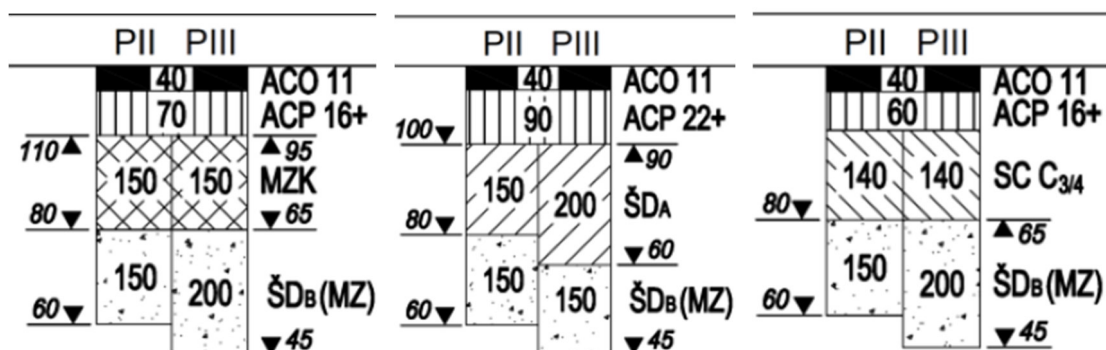 PII PIII
40 ACO 11
70 ACP 16+
110 95
150 150 MZK
80 65
150 200 ŠDB (MZ)
60 45
PII PIII
40 ACO 11
90 ACP 22+
100 90
150 200 ŠDA
80 60
150 150 ŠDB (MZ)
60 45
PII PIII
40 ACO 11
60 ACP 16+
140 140 SC C3/4
80 65
150 200 ŠDB (MZ)
60 45